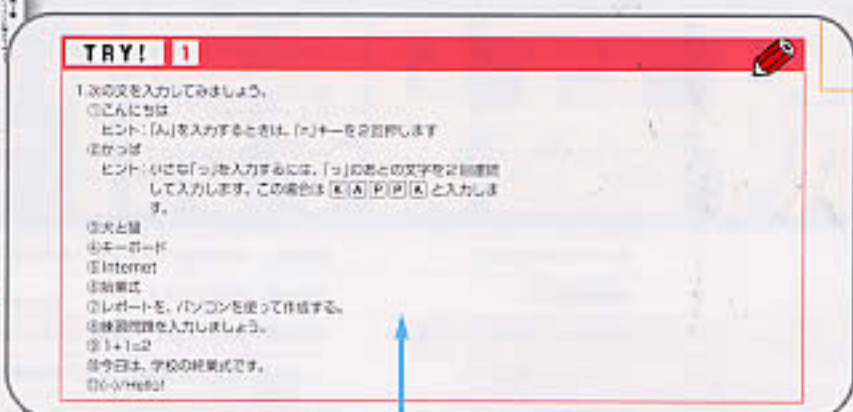 TRY! 1
1.次の文を入力してみましょう。
①こんにちは
ヒント:「ん」を入力するときは、「n」キーを2回押します
②かっぱ
ヒント:小さな「っ」を入力するには、「っ」のあとの文字を2回連続
して入力します。この場合は K A P P A と入力しま
す。
③犬と猫
④キーボード
⑤Internet
⑥始業式
⑦レポートを、パソコンを使って作成する。
⑧練習問題を入力しましょう。
⑨1+1=2
⑩今日は、学校の終業式です。
⑪(-)/Hello!